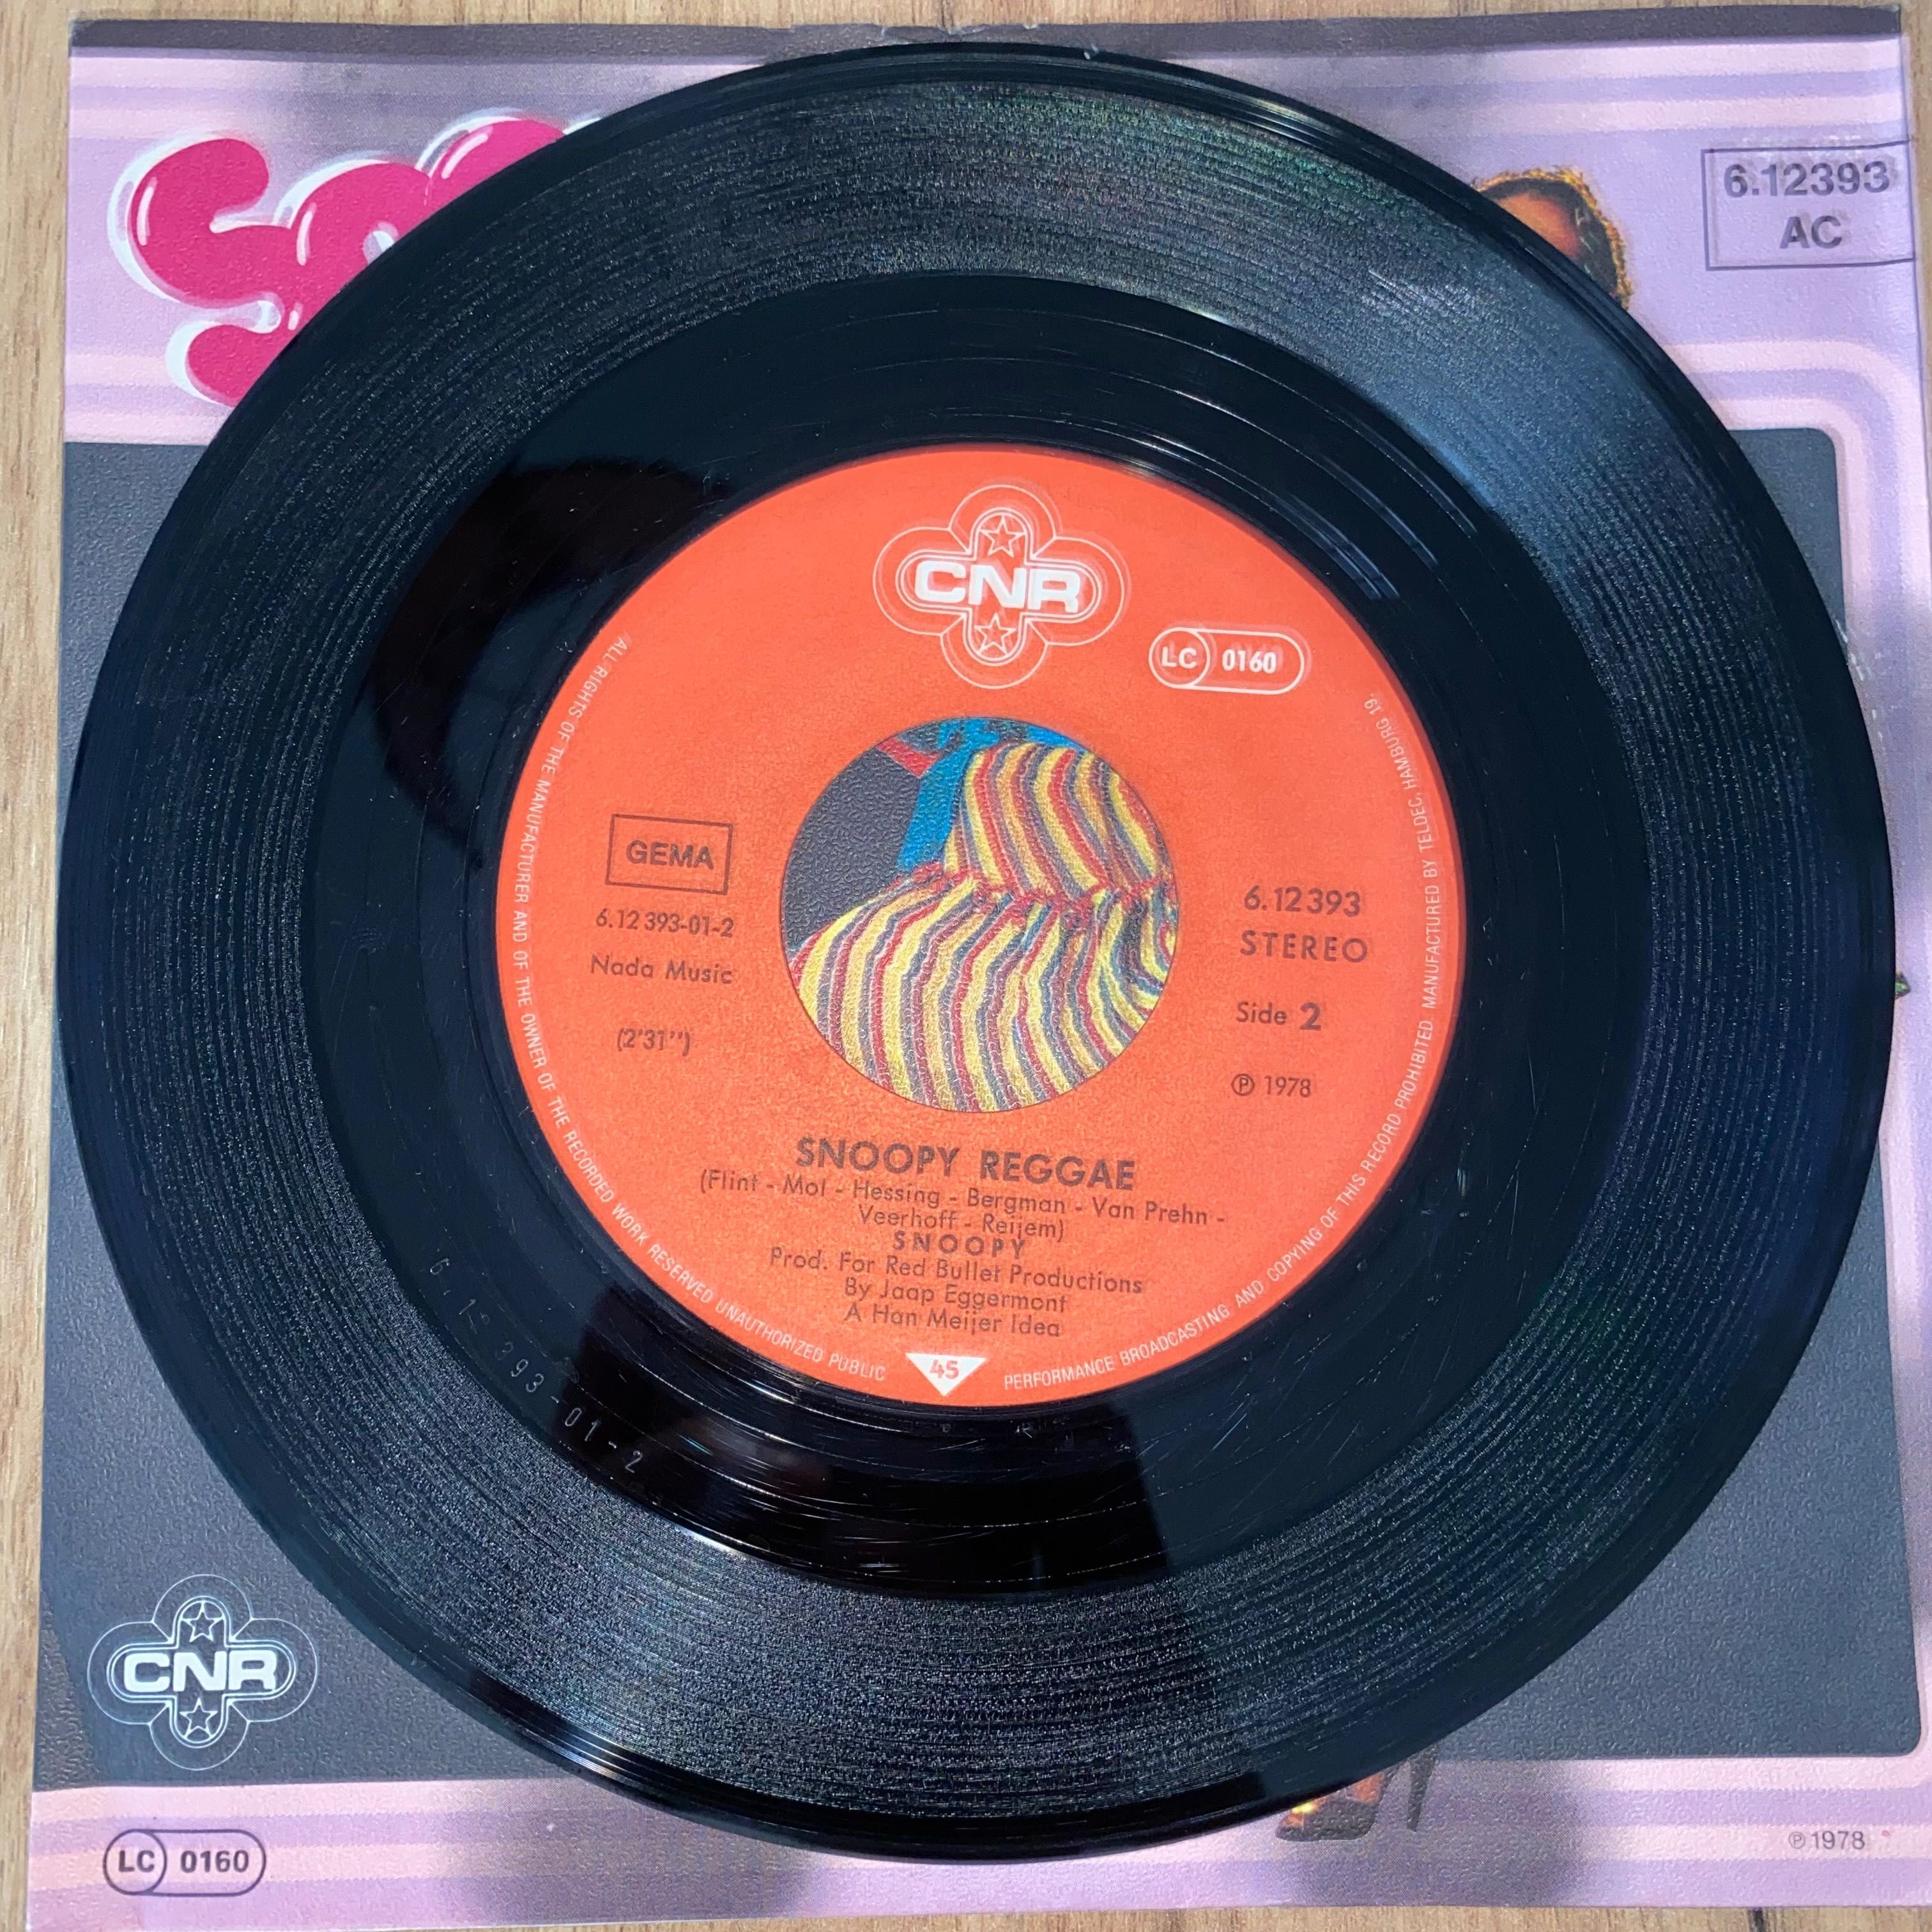 6.12393
AC
CNR
LC 0160
GEMA
6.12 393-01-2
Nada Music
(2'31'')
6.12 393
STEREO
Side 2
℗ 1978
SNOOPY REGGAE
(Flint - Mol - Hessing - Bergman - Van Prehn -
Veerhoff - Reijem)
SNOOPY
Prod. For Red Bullet Productions
By Jaap Eggermont
A Han Meijer Idea
45
ALL RIGHTS OF THE MANUFACTURER AND OF THE OWNER OF THE RECORDED WORK RESERVED UNAUTHORIZED PUBLIC PERFORMANCE BROADCASTING AND COPYING OF THIS RECORD PROHIBITED MANUFACTURED BY TELDEC, HAMBURG 19.
CNR
LC 0160
℗ 1978